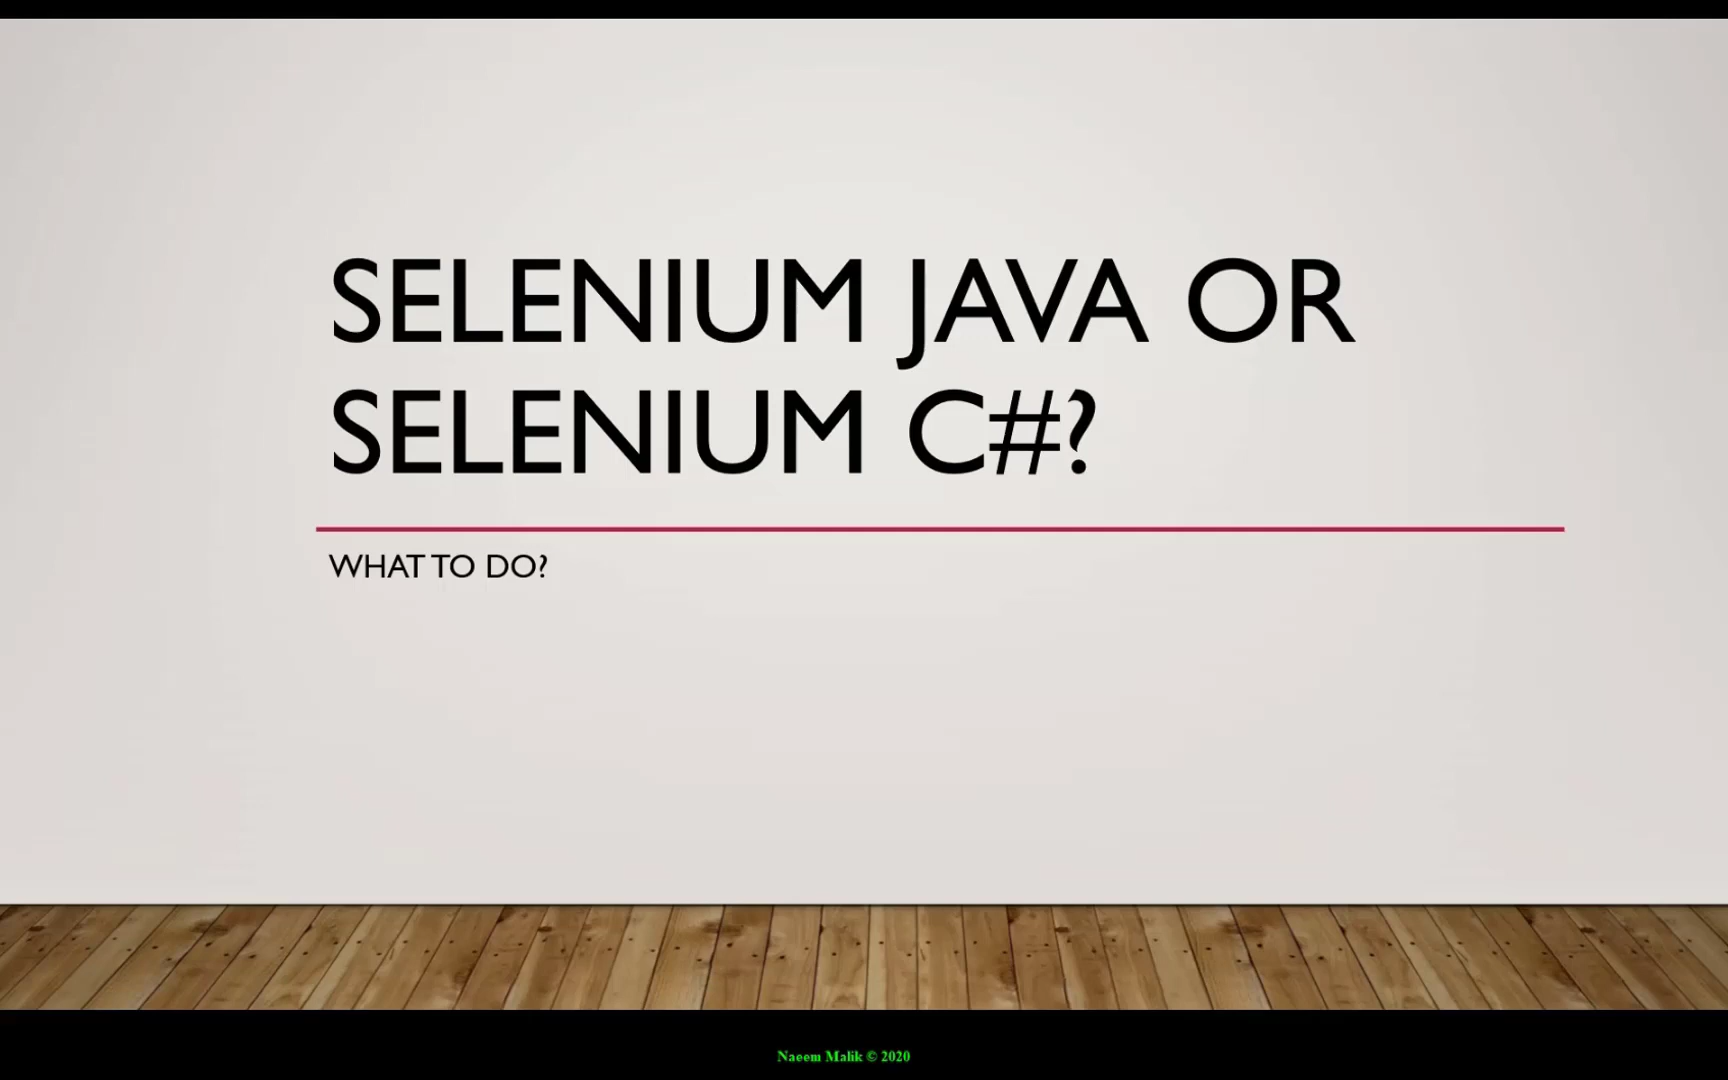 SELENIUM JAVA OR
SELENIUM C#?
WHAT TO DO?
Naeem Malik © 2020